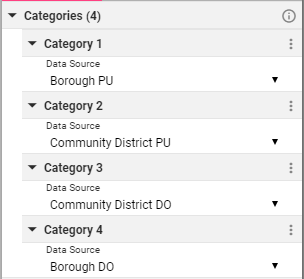 Categories (4)
Category 1
Data Source
Borough PU
Category 2
Data Source
Community District PU
Category 3
Data Source
Community District DO
Category 4
Data Source
Borough DO